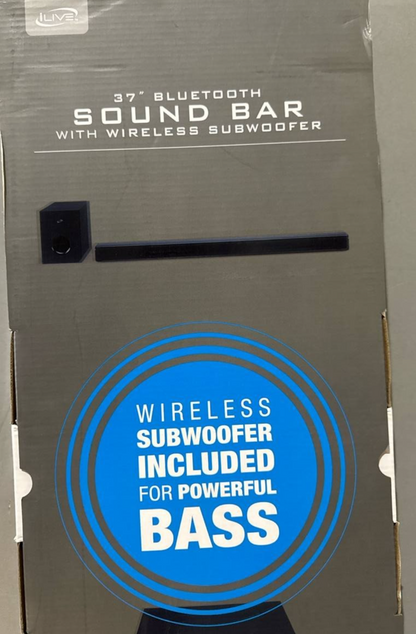 iLIVE
37" BLUETOOTH
SOUND BAR
WITH WIRELESS SUBWOOFER
WIRELESS
SUBWOOFER
INCLUDED
FOR POWERFUL
BASS